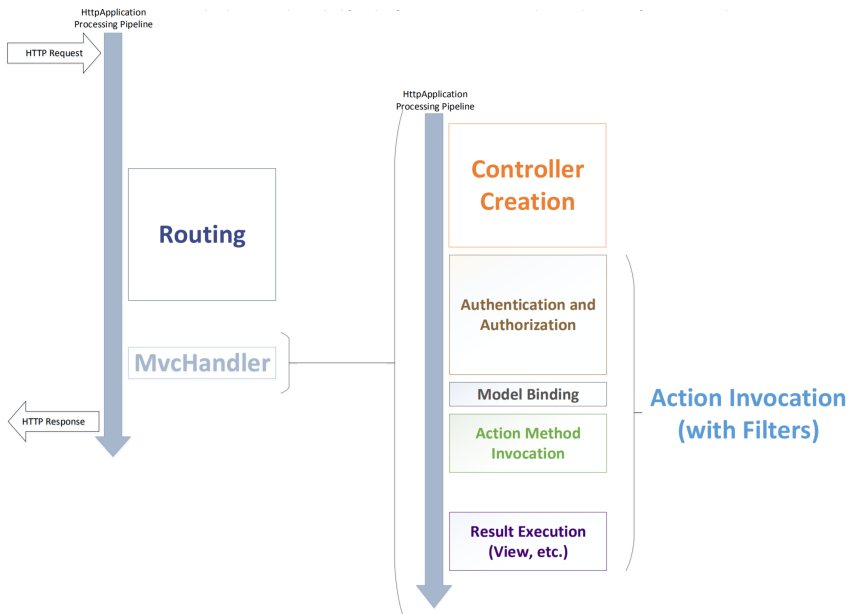 HttpApplication
Processing Pipeline
HTTP Request
Routing
MvcHandler
HTTP Response
HttpApplication
Processing Pipeline
Controller
Creation
Authentication and
Authorization
Model Binding
Action Method
Invocation
Result Execution
(View, etc.)
Action Invocation
(with Filters)